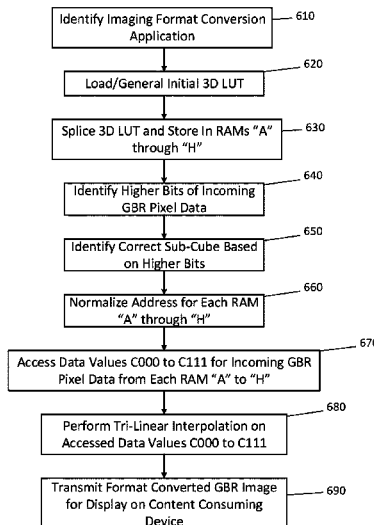 Identify Imaging Format Conversion
Application
610
620
Load/General Initial 3D LUT
Splice 3D LUT and Store In RAMs "A"
through "H"
630
640
Identify Higher Bits of Incoming
GBR Pixel Data
650
Identify Correct Sub-Cube Based
on Higher Bits
660
Normalize Address for Each RAM
"A" through "H"
670
Access Data Values C000 to C111 for Incoming GBR
Pixel Data from Each RAM "A" to "H"
680
Perform Tri-Linear Interpolation on
Accessed Data Values C000 to C111
Transmit Format Converted GBR Image
for Display on Content Consuming
Device
690